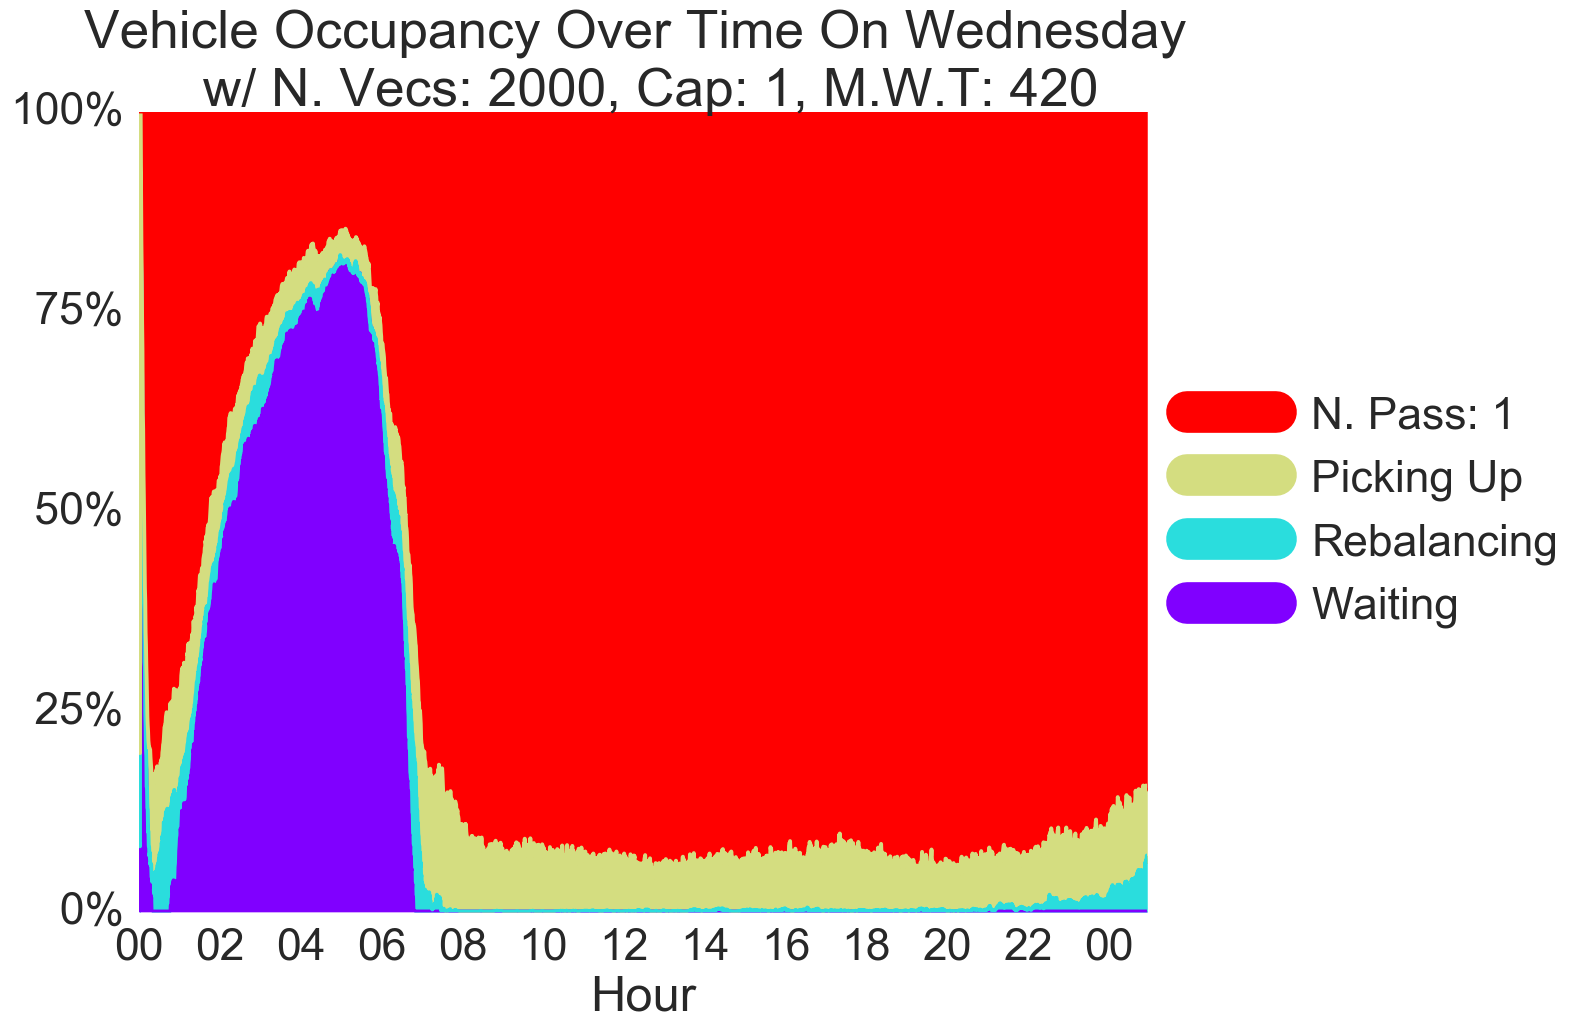 Vehicle Occupancy Over Time On Wednesday
w/ N. Vecs: 2000, Cap: 1, M.W.T: 420
100%
75%
50%
25%
0%
00 02 04 06 08 10 12 14 16 18 20 22 00
Hour
N. Pass: 1
Picking Up
Rebalancing
Waiting